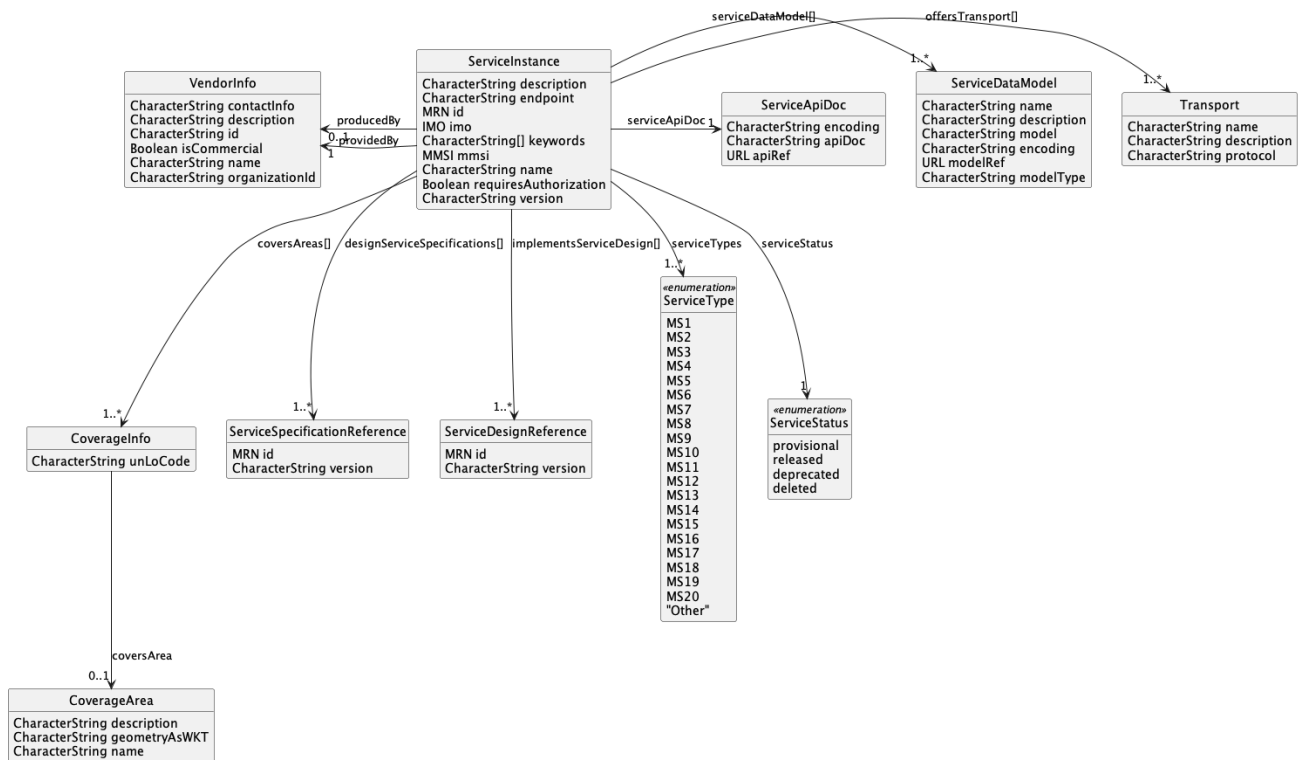 serviceDataModel[]
offersTransport[]
ServiceInstance
CharacterString description
CharacterString endpoint
MRN id
IMO imo
CharacterString[] keywords
MMSI mmsi
CharacterString name
Boolean requiresAuthorization
CharacterString version
VendorInfo
CharacterString contactInfo
CharacterString description
CharacterString id
Boolean isCommercial
CharacterString name
CharacterString organizationId
producedBy
0..1
providedBy
1
serviceApiDoc
1
ServiceApiDoc
CharacterString encoding
CharacterString apiDoc
URL apiRef
1..*
ServiceDataModel
CharacterString name
CharacterString description
CharacterString model
CharacterString encoding
URL modelRef
CharacterString modelType
1..*
Transport
CharacterString name
CharacterString description
CharacterString protocol
coversAreas[]
designServiceSpecifications[]
implementsServiceDesign[]
serviceTypes
serviceStatus
1..*
CoverageInfo
CharacterString unLoCode
1..*
ServiceSpecificationReference
MRN id
CharacterString version
1..*
ServiceDesignReference
MRN id
CharacterString version
1..*
«enumeration»
ServiceType
MS1
MS2
MS3
MS4
MS5
MS6
MS7
MS8
MS9
MS10
MS11
MS12
MS13
MS14
MS15
MS16
MS17
MS18
MS19
MS20
"Other"
1
«enumeration»
ServiceStatus
provisional
released
deprecated
deleted
coversArea
0..1
CoverageArea
CharacterString description
CharacterString geometryAsWKT
CharacterString name